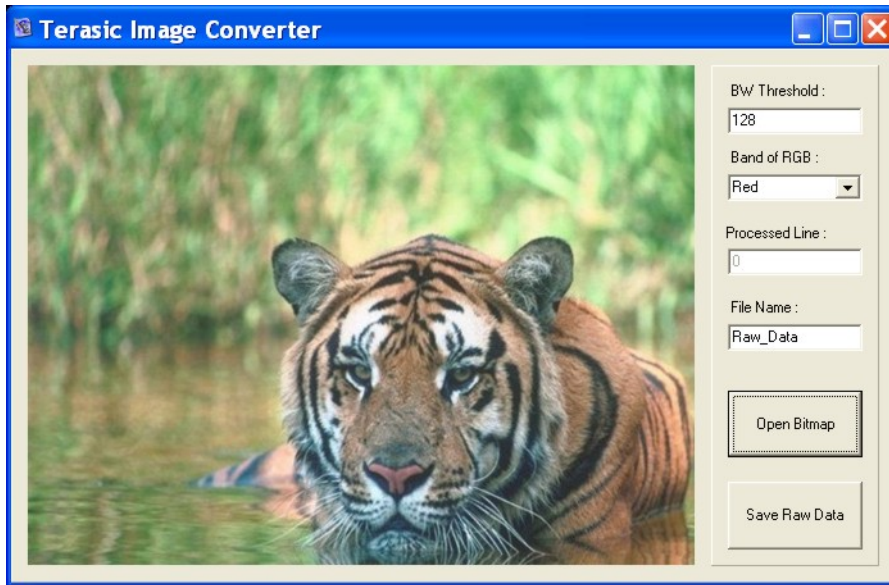 Terasic Image Converter
BW Threshold :
128
Band of RGB :
Red
Processed Line :
0
File Name :
Raw_Data
Open Bitmap
Save Raw Data